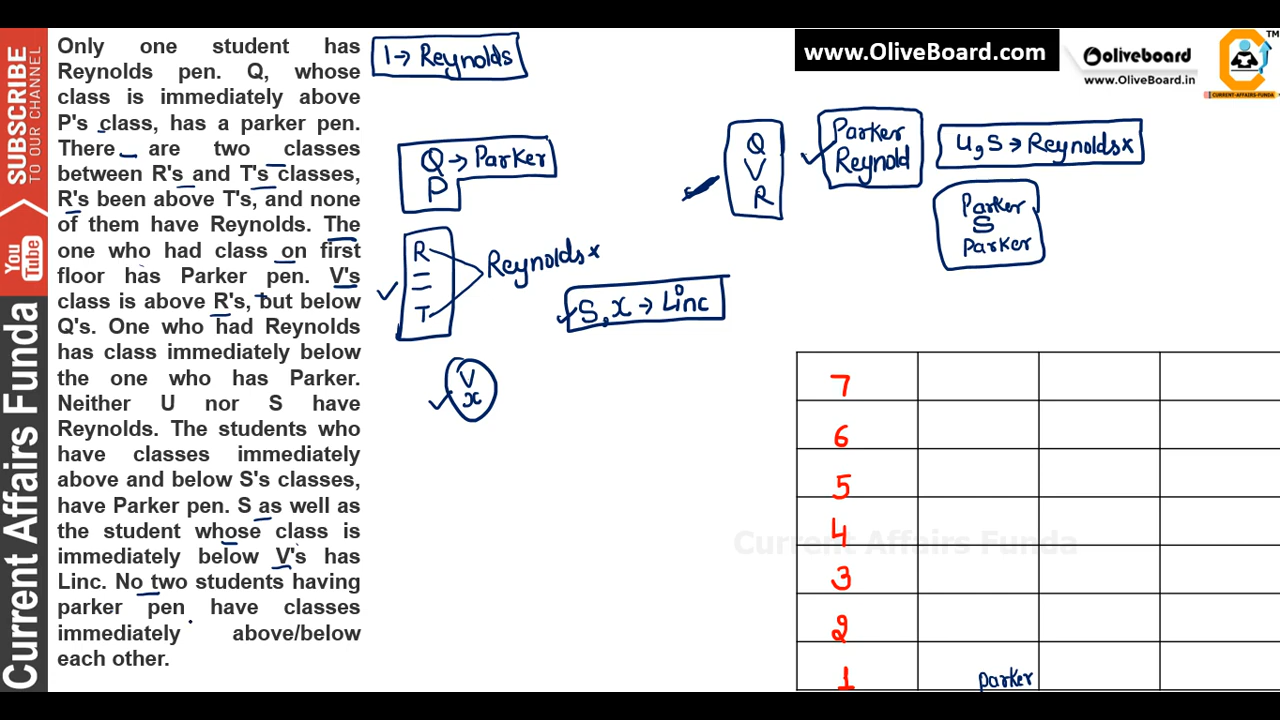 SUBSCRIBE
TO OUR CHANNEL
You Tube
Current Affairs Funda
Only one student has
Reynolds pen. Q, whose
class is immediately above
P's class, has a parker pen.
There are two classes
between R's and T's classes,
R's been above T's, and none
of them have Reynolds. The
one who had class on first
floor has Parker pen. V's
class is above R's, but below
Q's. One who had Reynolds
has class immediately below
the one who has Parker.
Neither U nor S have
Reynolds. The students who
have classes immediately
above and below S's classes,
have Parker pen. S as well as
the student whose class is
immediately below V's has
Linc. No two students having
parker pen have classes
immediately above/below
each other.
1→ Reynolds
Q→ Parker
P
R
T
Reynolds x
S, x → Linc
V
x
Q
V
R
Parker
Reynold
U, S → Reynolds x
Parker
S
Parker
www.OliveBoard.com
oliveboard
www.OliveBoard.in
TM
CURRENT-AFFAIRS-FUNDA
7
6
5
4
Current Affairs Funda
3
2
1 parker